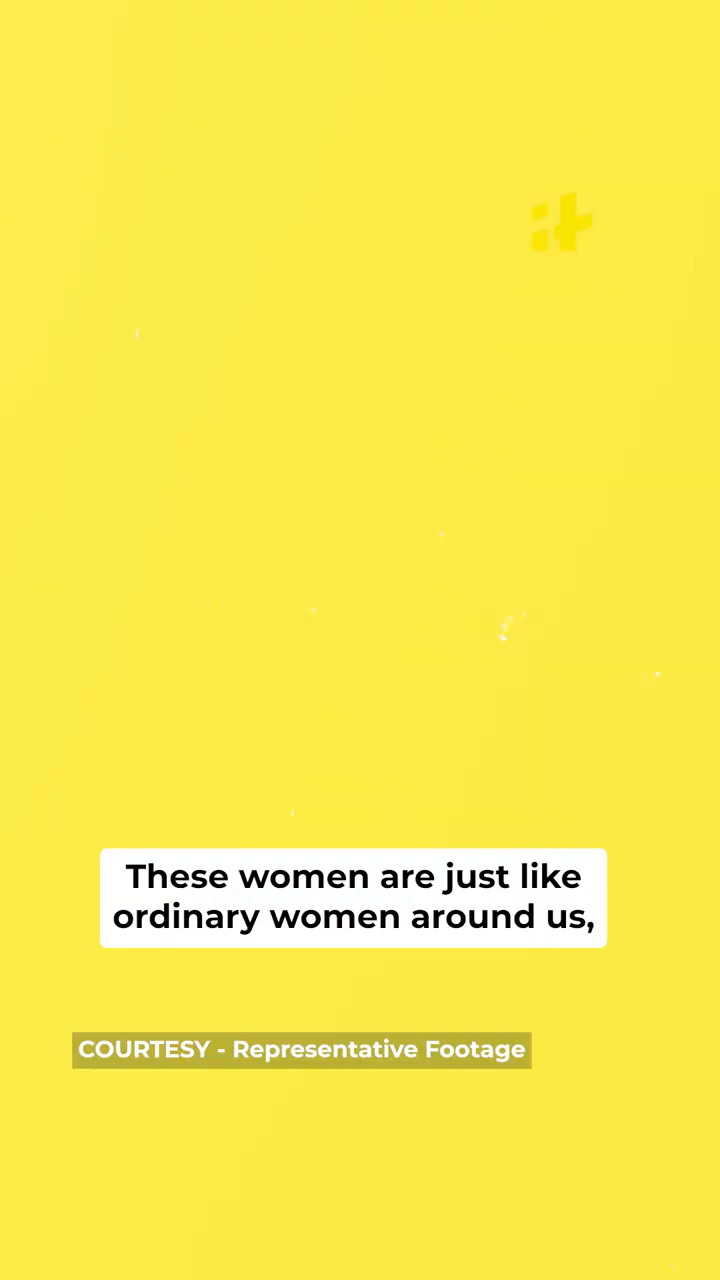 These women are just like
ordinary women around us,
COURTESY - Representative Footage